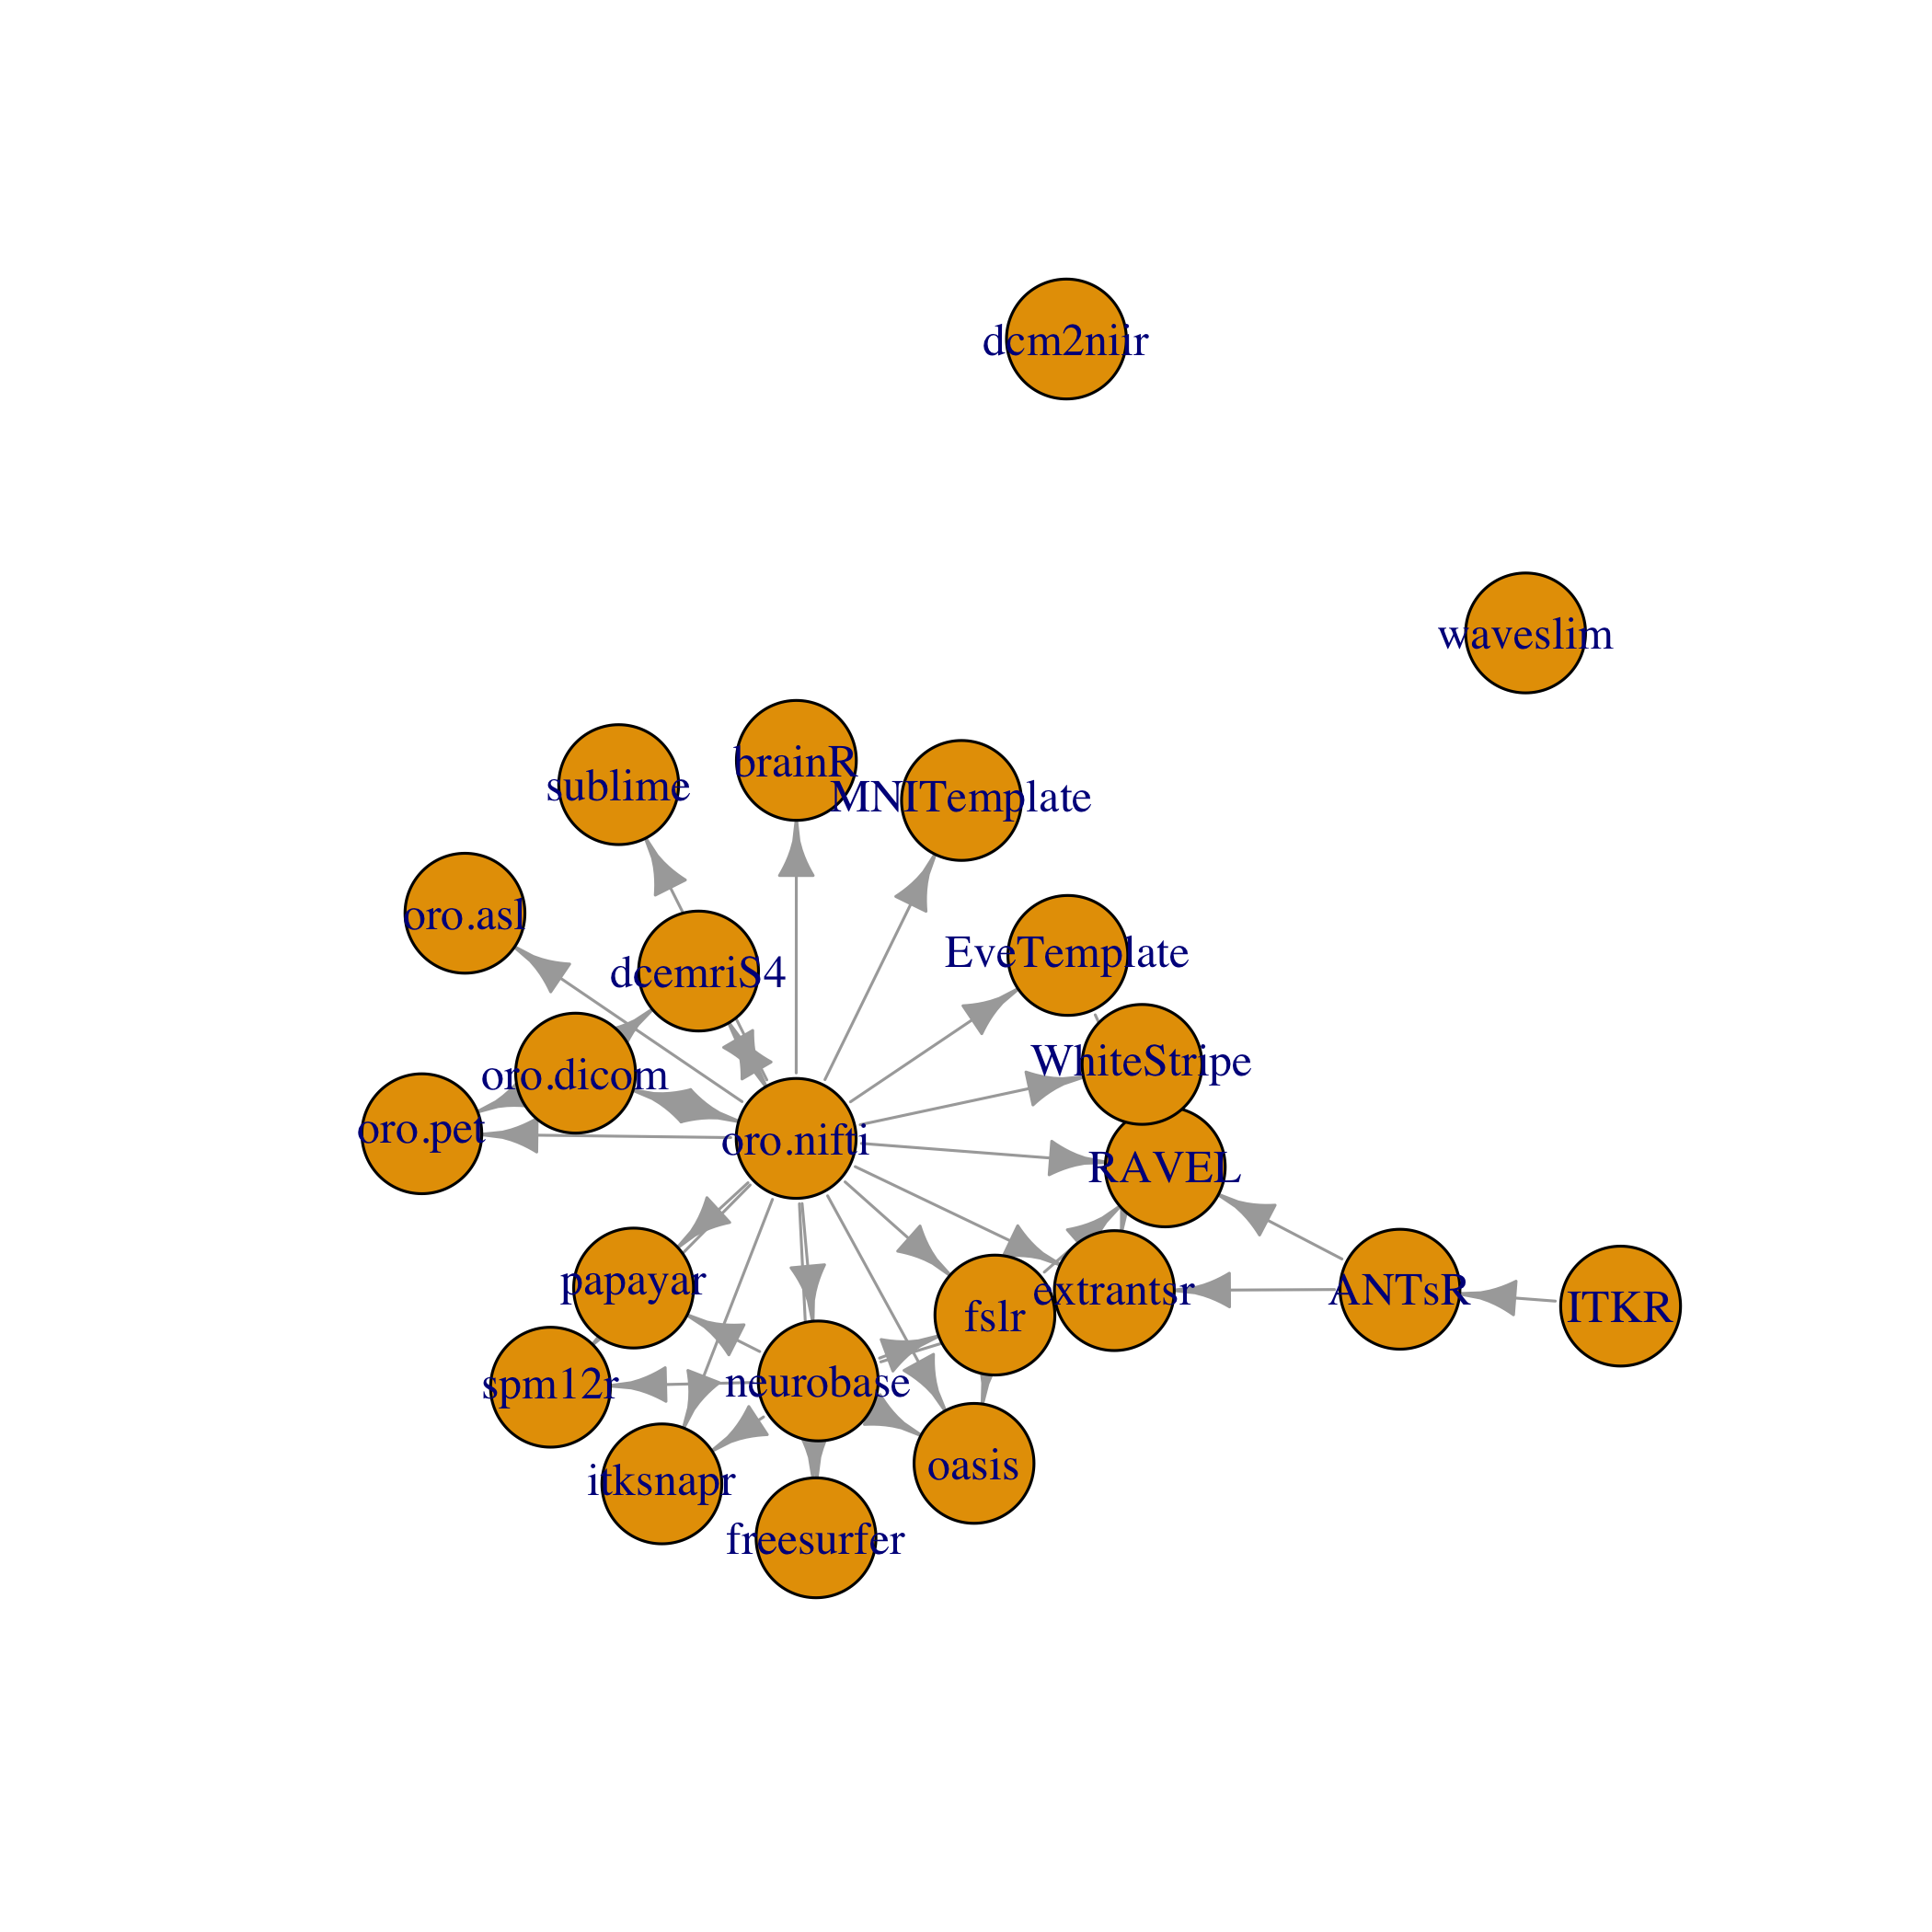 dcm2niir
waveslim
brainR
sublime
MNITemplate
oro.asl
EveTemplate
dcemriS4
WhiteStripe
oro.dicom
oro.pet
oro.nifti
RAVEL
papayar
extrantsr
ANTsR
ITKR
fslr
spm12r
neurobase
oasis
itksnapr
freesurfer